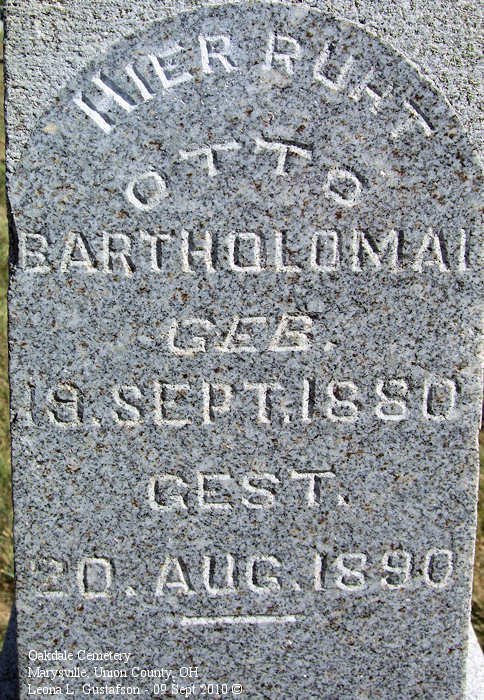 HIER RUHT
OTTO
BARTHOLOMAI
GEB.
19. SEPT. 1880
GEST.
20. AUG. 1890
Oakdale Cemetery
Marysville, Union County, OH
Leona L. Gustafson - 09 Sept 2010 ©